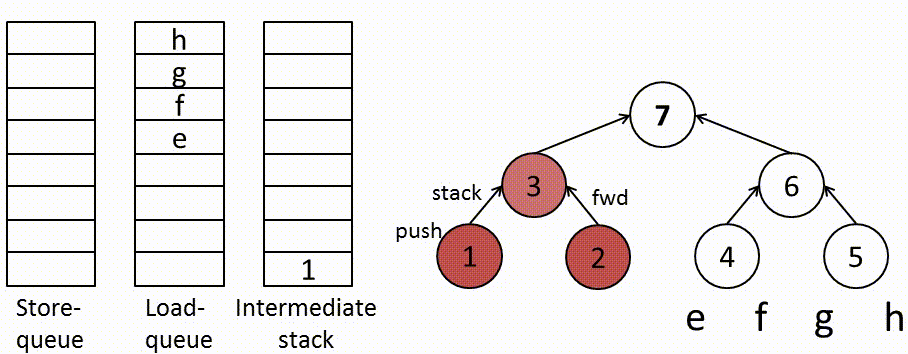 h
g
f
e
1
Store-
queue
Load-
queue
Intermediate
stack
7
3
6
stack
fwd
push
1
2
4
5
e f g h